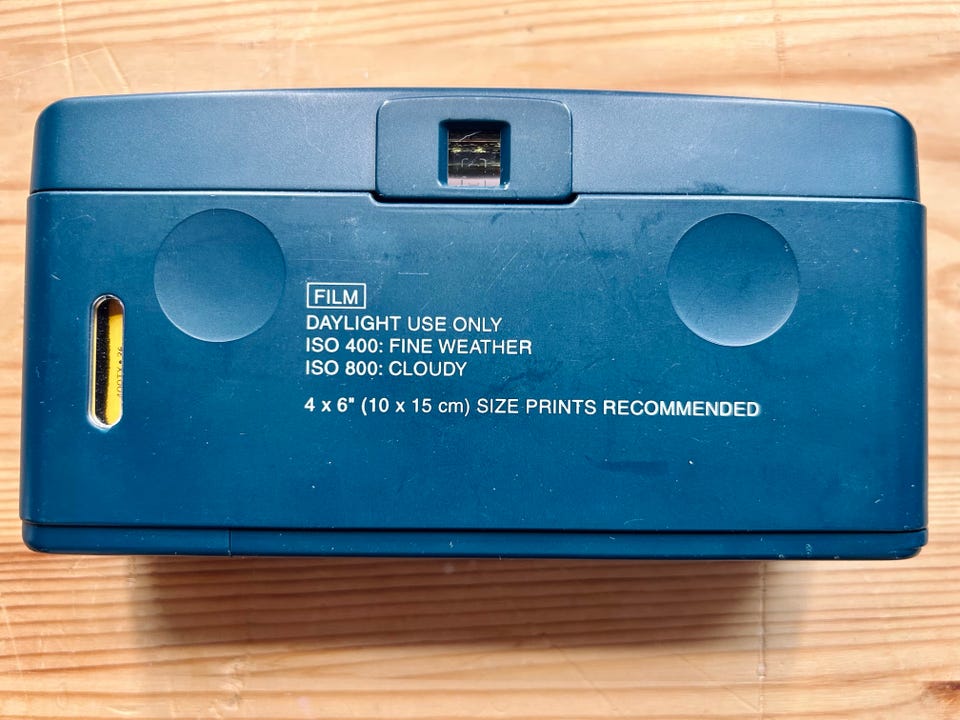 FILM
DAYLIGHT USE ONLY
ISO 400: FINE WEATHER
ISO 800: CLOUDY
4 x 6" (10 x 15 cm) SIZE PRINTS RECOMMENDED
400TX